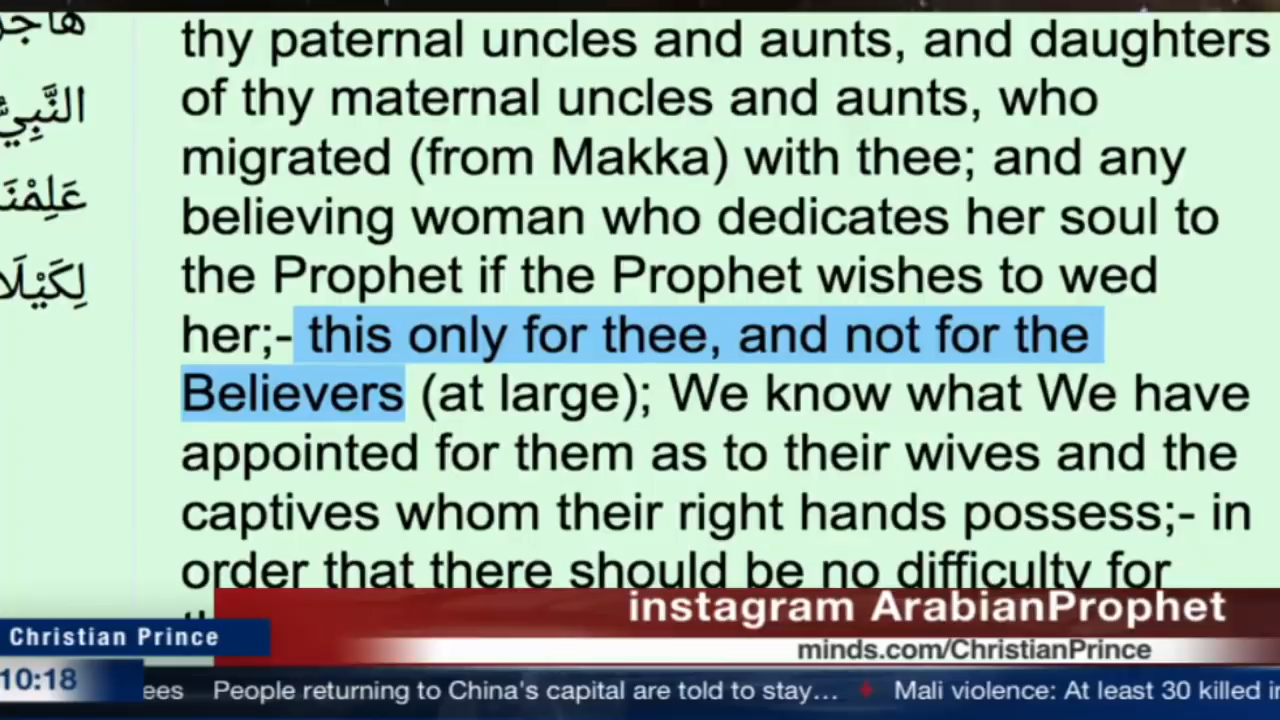 thy paternal uncles and aunts, and daughters
of thy maternal uncles and aunts, who
migrated (from Makka) with thee; and any
believing woman who dedicates her soul to
the Prophet if the Prophet wishes to wed
her;- this only for thee, and not for the
Believers (at large); We know what We have
appointed for them as to their wives and the
captives whom their right hands possess;- in
order that there should be no difficulty for
النَّبِيُّ
لِكَيْلَا
instagram ArabianProphet
minds.com/ChristianPrince
Christian Prince
10:18
ees People returning to China's capital are told to stay... Mali violence: At least 30 killed in